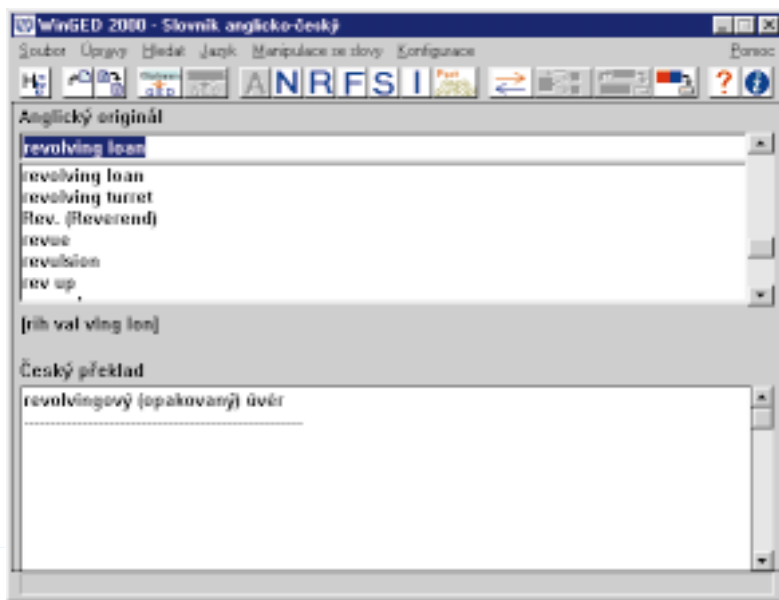 WinGED 2000 - Slovník anglicko-český
Soubor Úpravy Hledat Jazyk Manipulace se slovy Konfigurace Pomoc
A N R F S I ?
Anglický originál
revolving loan
revolving loan
revolving turret
Rev. (Reverend)
revue
revulsion
rev up
[rih val ving lon]
Český překlad
revolvingový (opakovaný) úvěr